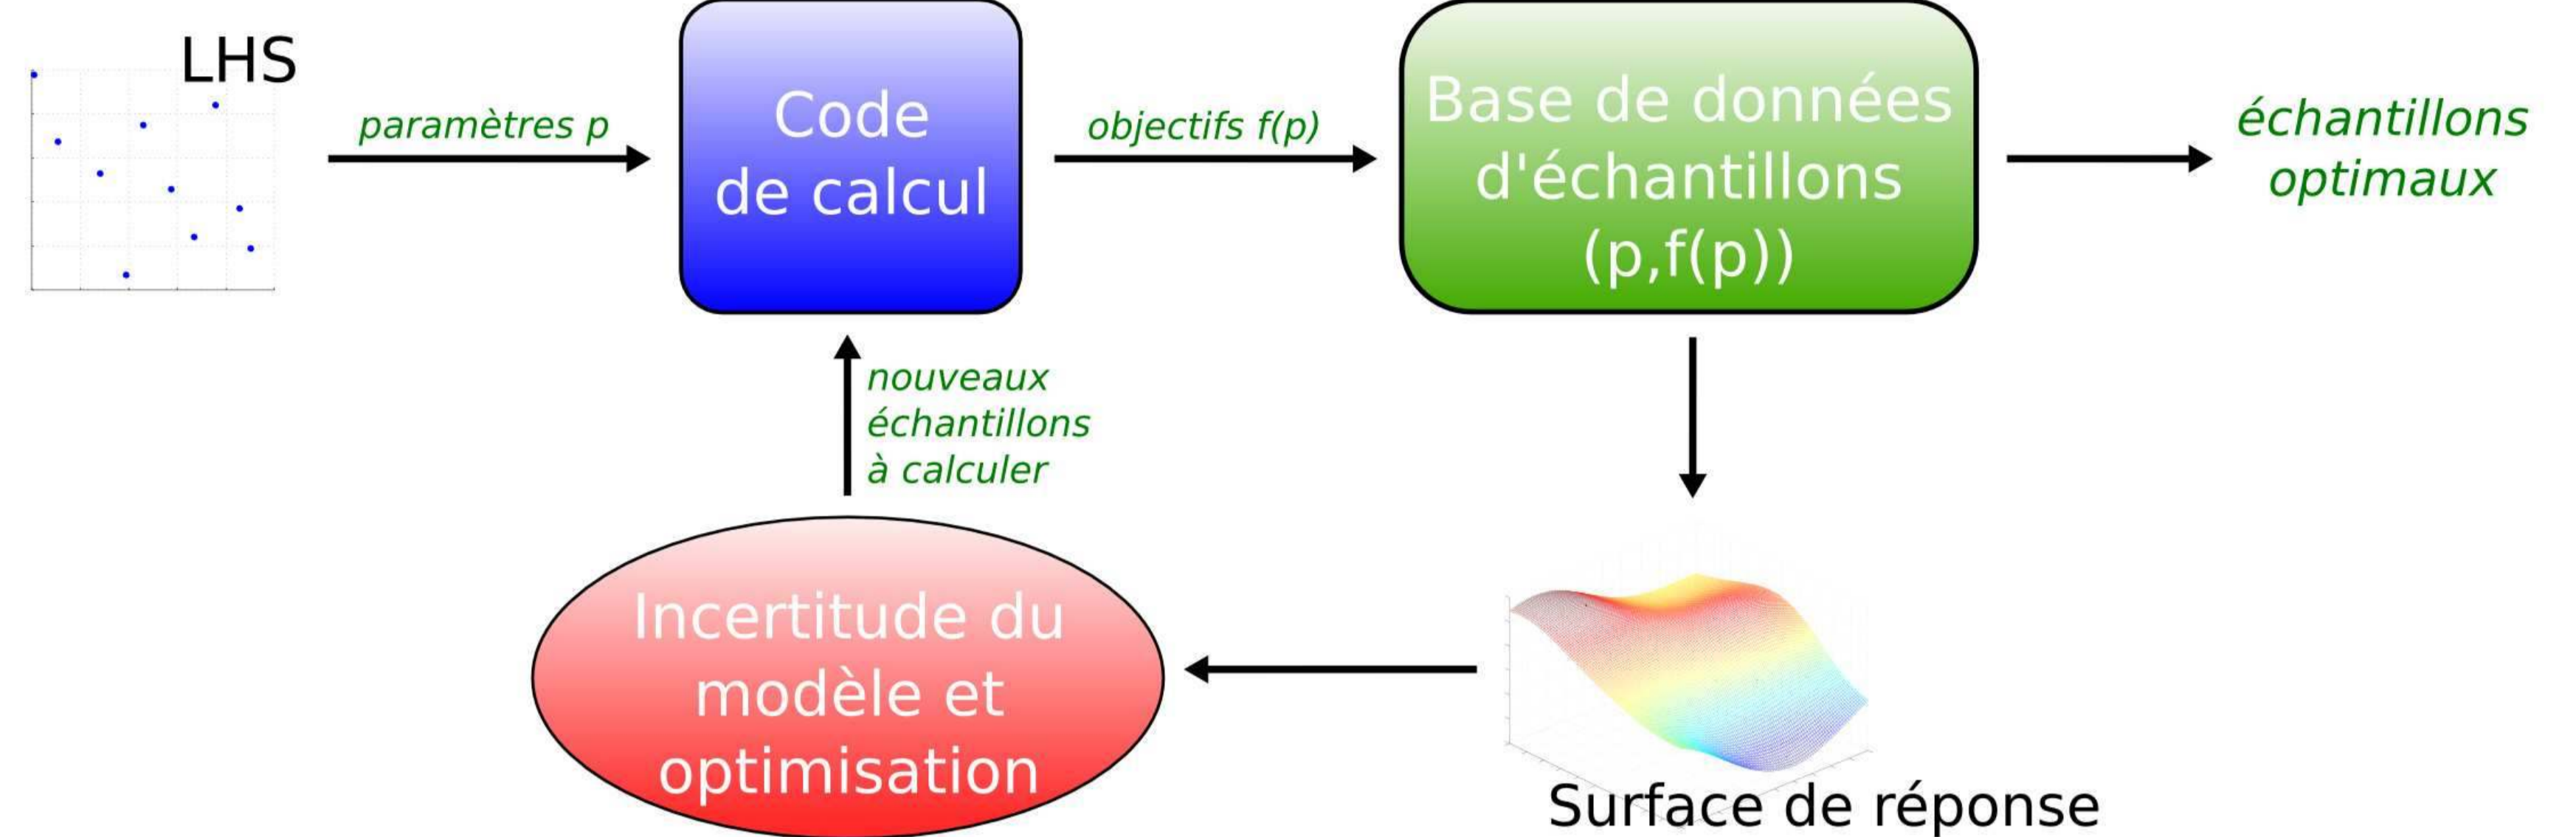 LHS
paramètres p
Code
de calcul
objectifs f(p)
Base de données
d'échantillons
(p,f(p))
échantillons
optimaux
nouveaux
échantillons
à calculer
Incertitude du
modèle et
optimisation
Surface de réponse